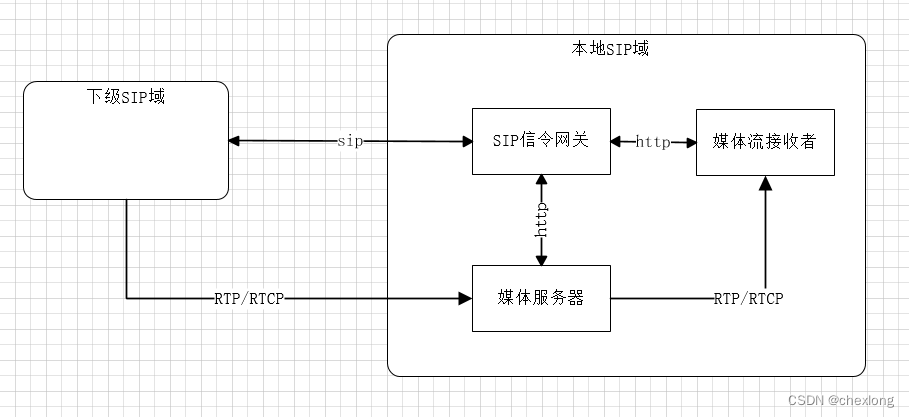 本地SIP域
下级SIP域
sip
SIP信令网关
http
媒体流接收者
http
RTP/RTCP
媒体服务器
RTP/RTCP
CSDN @chexlong